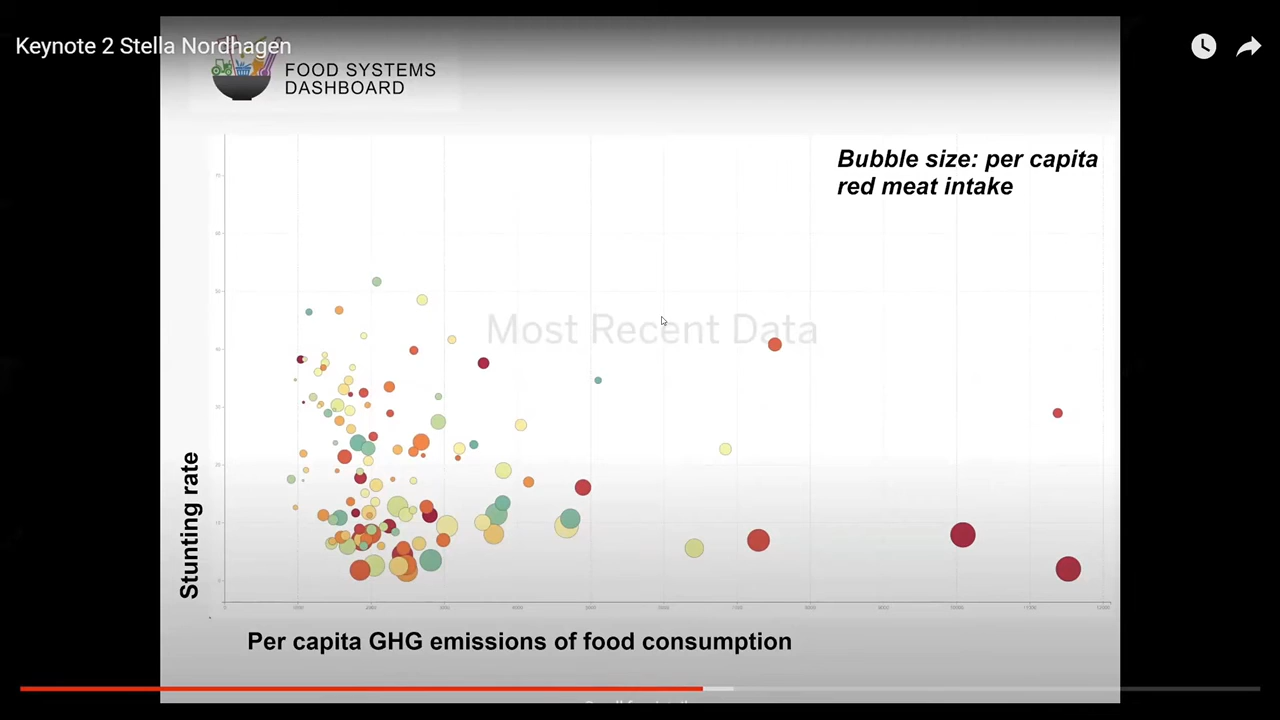 Keynote 2 Stella Nordhagen
FOOD SYSTEMS
DASHBOARD
Bubble size: per capita
red meat intake
Most Recent Data
Stunting rate
Per capita GHG emissions of food consumption